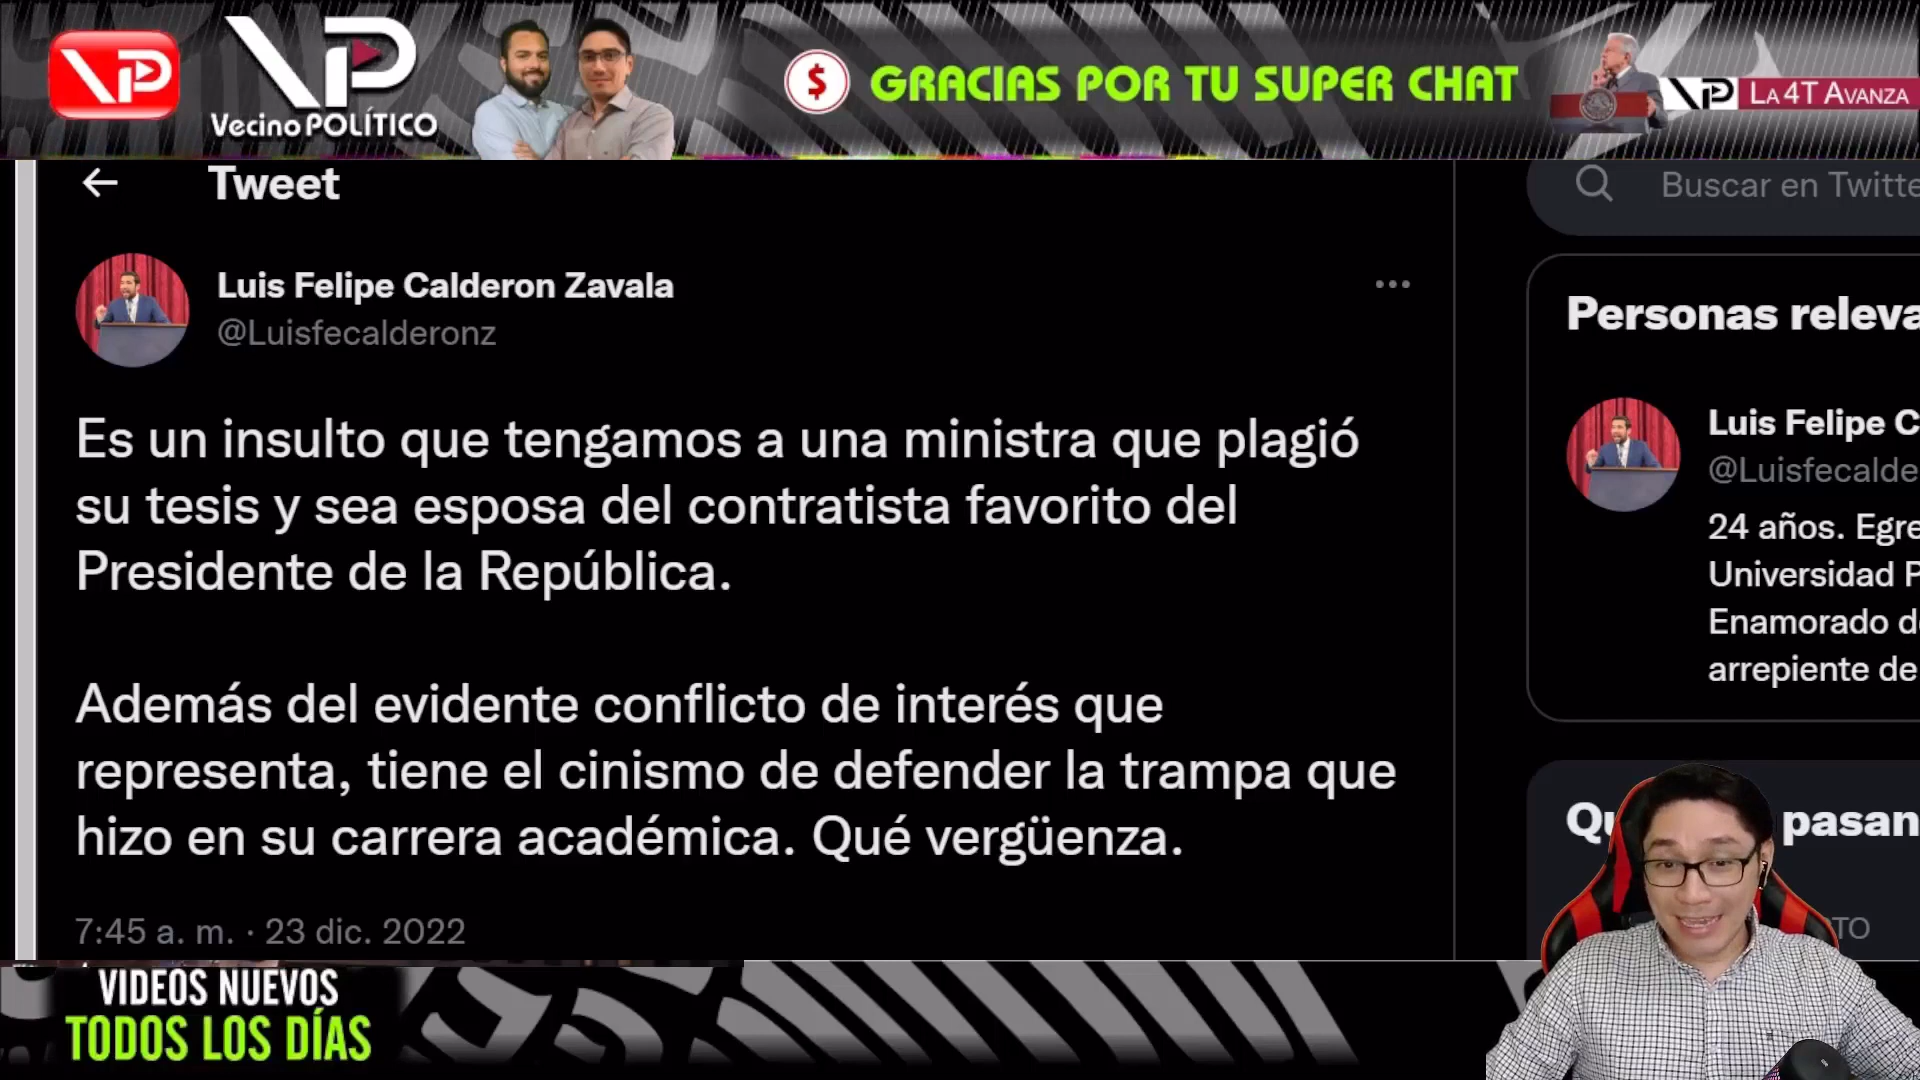 VP
VP
Vecino POLÍTICO
$ GRACIAS POR TU SUPER CHAT
VP LA 4T AVANZA
Tweet
Buscar en Twitte
Luis Felipe Calderon Zavala
@Luisfecalderonz
Es un insulto que tengamos a una ministra que plagió
su tesis y sea esposa del contratista favorito del
Presidente de la República.
Además del evidente conflicto de interés que
representa, tiene el cinismo de defender la trampa que
hizo en su carrera académica. Qué vergüenza.
7:45 a. m. · 23 dic. 2022
Personas releva
Luis Felipe C
@Luisfecalde
24 años. Egre
Universidad P
Enamorado d
arrepiente de
Qu pasan
TO
VIDEOS NUEVOS
TODOS LOS DÍAS